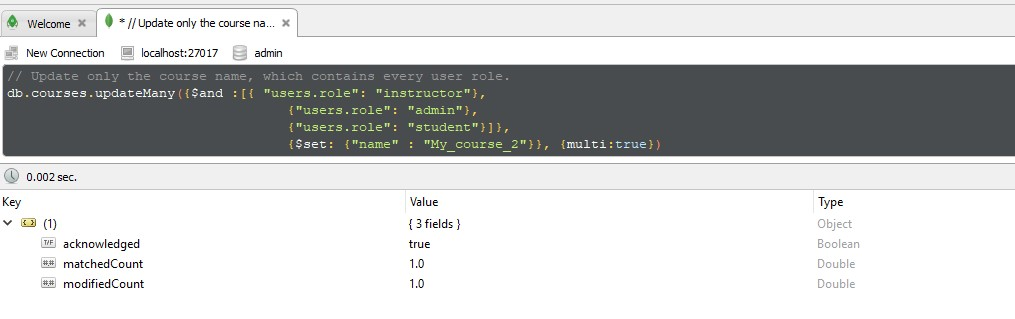 Welcome
* // Update only the course na...
New Connection localhost:27017 admin
// Update only the course name, which contains every user role.
db.courses.updateMany({$and :[{ "users.role": "instructor"},
{"users.role": "admin"},
{"users.role": "student"}]},
{$set: {"name" : "My_course_2"}}, {multi:true})
0.002 sec.
Key Value Type
(1) { 3 fields } Object
T/F acknowledged true Boolean
#.# matchedCount 1.0 Double
#.# modifiedCount 1.0 Double